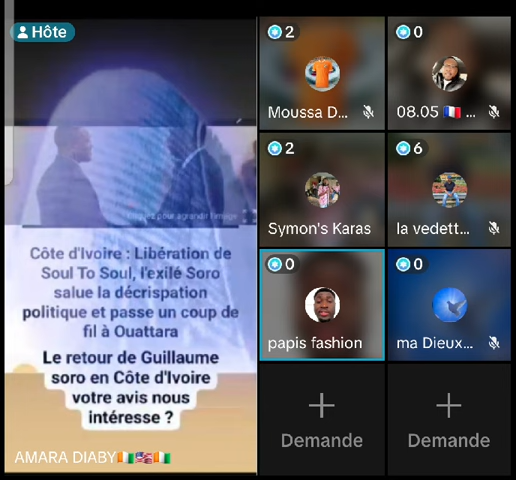 Hôte
Côte d'Ivoire : Libération de
Soul To Soul, l'exilé Soro
salue la décrispation
politique et passe un coup de
fil à Ouattara
Le retour de Guillaume
soro en Côte d'Ivoire
votre avis nous
intéresse ?
AMARA DIABY🇨🇮🇺🇸🇨🇮
2
Moussa D...
0
08.05 🇫🇷 ...
2
Symon's Karas
6
la vedett...
0
papis fashion
0
ma Dieux...
Demande
Demande